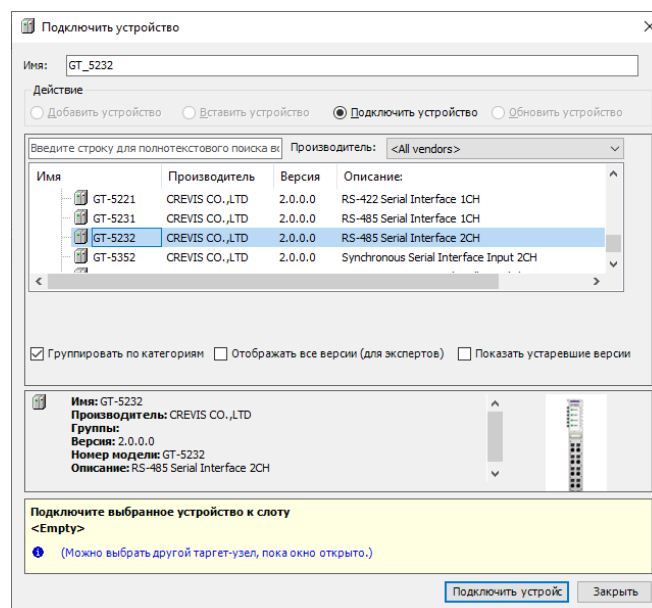 Подключить устройство
Имя: GT_5232
Действие
Добавить устройство Вставить устройство Подключить устройство Обновить устройство
Введите строку для полнотекстового поиска во Производитель: <All vendors>
Имя Производитель Версия Описание:
GT-5221 CREVIS CO.,LTD 2.0.0.0 RS-422 Serial Interface 1CH
GT-5231 CREVIS CO.,LTD 2.0.0.0 RS-485 Serial Interface 1CH
GT-5232 CREVIS CO.,LTD 2.0.0.0 RS-485 Serial Interface 2CH
GT-5352 CREVIS CO.,LTD 2.0.0.0 Synchronous Serial Interface Input 2CH
Группировать по категориям Отображать все версии (для экспертов) Показать устаревшие версии
Имя: GT-5232
Производитель: CREVIS CO.,LTD
Группы:
Версия: 2.0.0.0
Номер модели: GT-5232
Описание: RS-485 Serial Interface 2CH
Подключите выбранное устройство к слоту
<Empty>
(Можно выбрать другой таргет-узел, пока окно открыто.)
Подключить устройс Закрыть